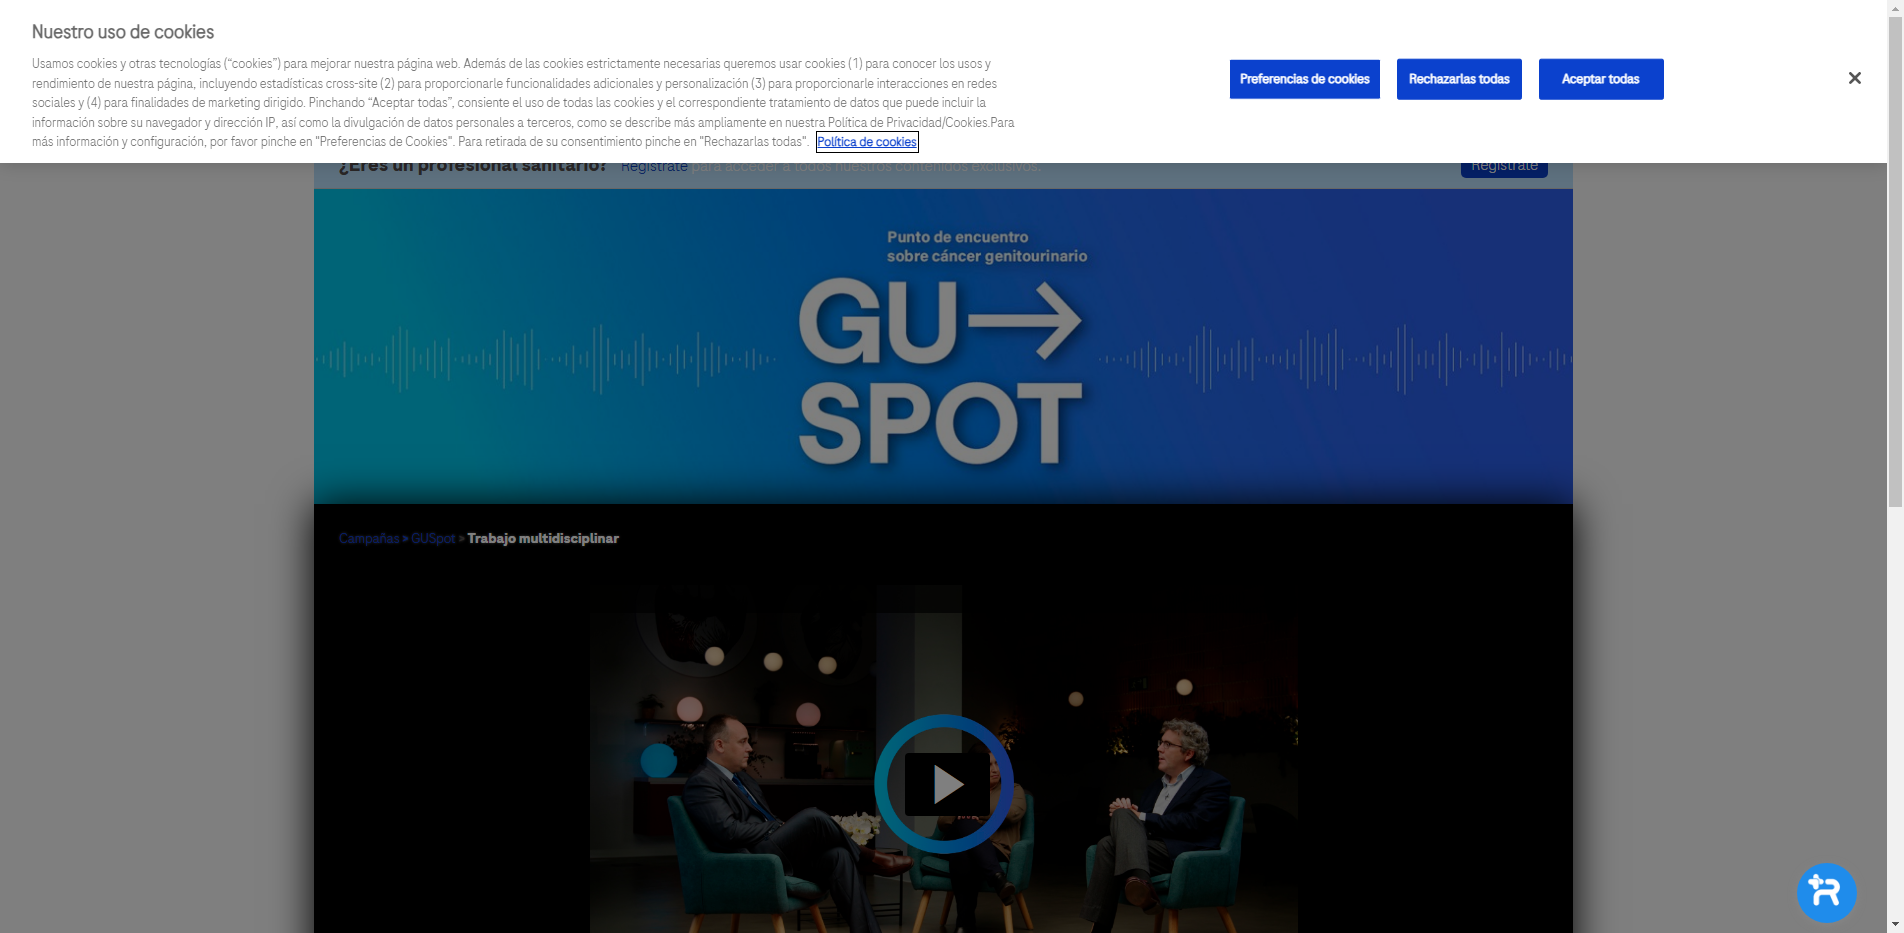 Nuestro uso de cookies
Usamos cookies y otras tecnologías (“cookies”) para mejorar nuestra página web. Además de las cookies estrictamente necesarias queremos usar cookies (1) para conocer los usos y
rendimiento de nuestra página, incluyendo estadísticas cross-site (2) para proporcionarle funcionalidades adicionales y personalización (3) para proporcionarle interacciones en redes
sociales y (4) para finalidades de marketing dirigido. Pinchando “Aceptar todas”, consiente el uso de todas las cookies y el correspondiente tratamiento de datos que puede incluir la
información sobre su navegador y dirección IP, así como la divulgación de datos personales a terceros, como se describe más ampliamente en nuestra Política de Privacidad/Cookies.Para
más información y configuración, por favor pinche en "Preferencias de Cookies". Para retirada de su consentimiento pinche en "Rechazarlas todas". Política de cookies
Preferencias de cookies
Rechazarlas todas
Aceptar todas
¿Eres un profesional sanitario? Regístrate para acceder a todos nuestros contenidos exclusivos.
Regístrate
Punto de encuentro
sobre cáncer genitourinario
GU
SPOT
Campañas > GUSpot > Trabajo multidisciplinar